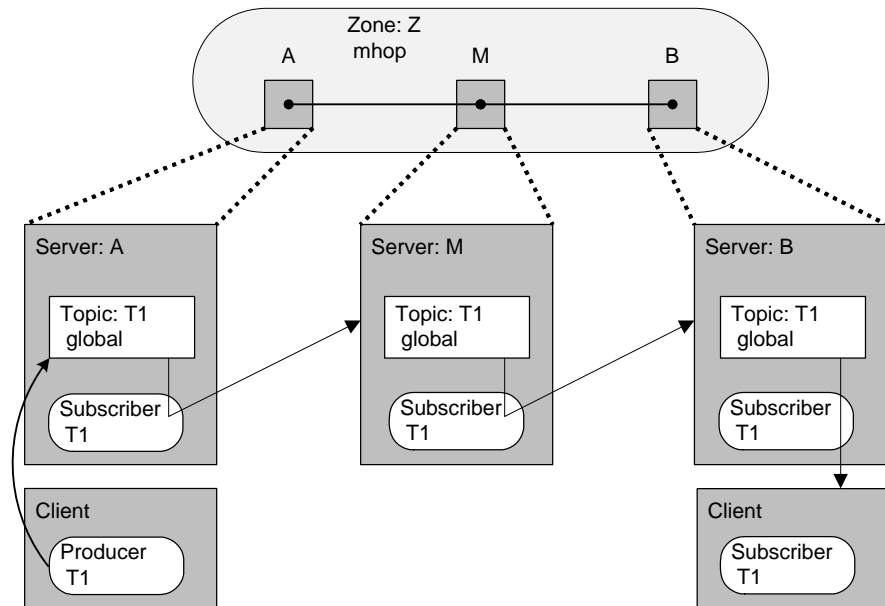 Zone: Z
mhop
A
M
B
Server: A
Server: M
Server: B
Topic: T1
global
Topic: T1
global
Topic: T1
global
Subscriber
T1
Subscriber
T1
Subscriber
T1
Client
Client
Producer
T1
Subscriber
T1